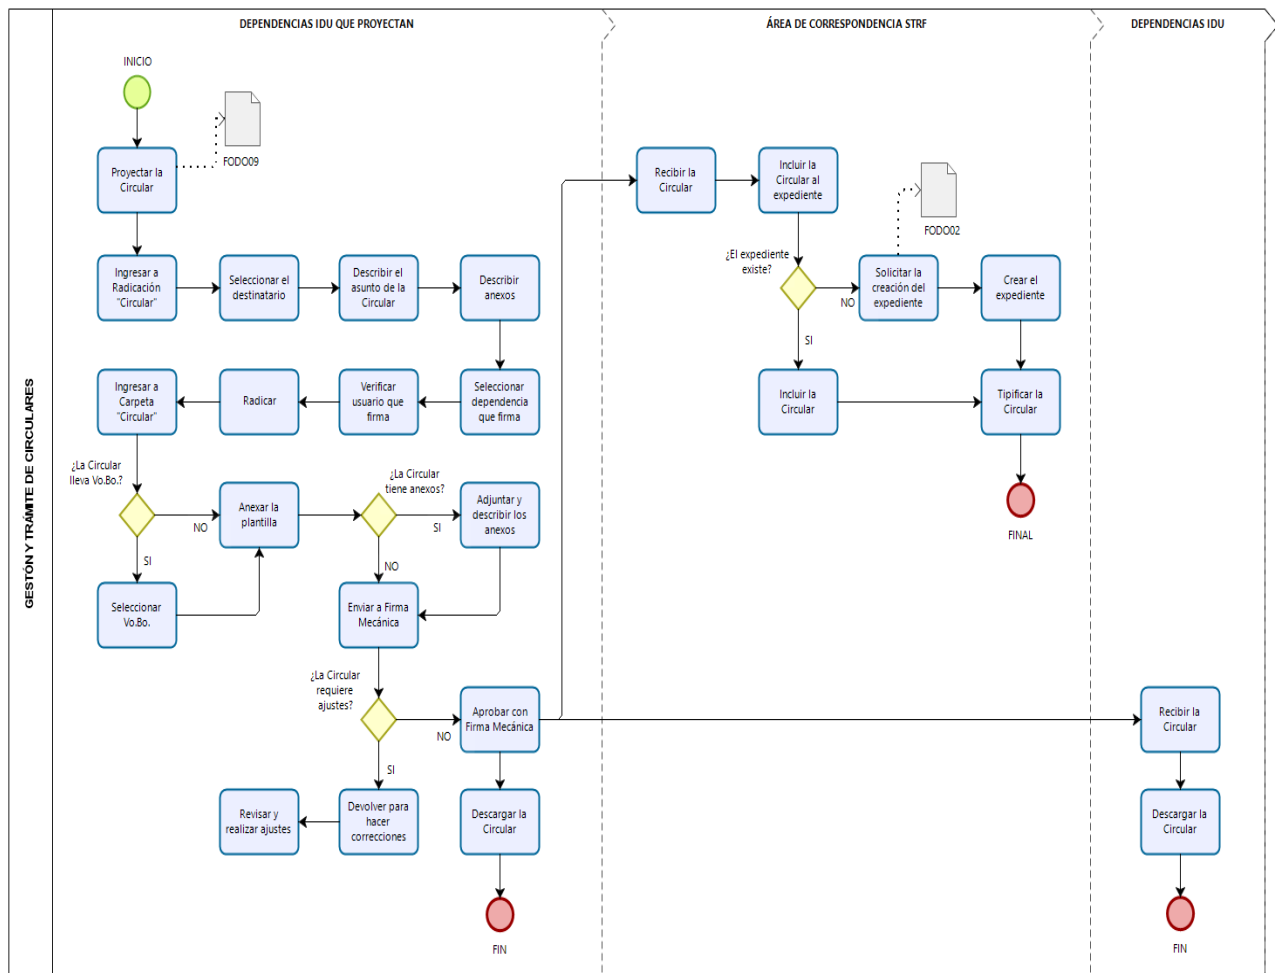 DEPENDENCIAS IDU QUE PROYECTAN
ÁREA DE CORRESPONDENCIA STRF
DEPENDENCIAS IDU
GESTÓN Y TRÁMITE DE CIRCULARES
INICIO
FODO09
Proyectar la
Circular
Ingresar a
Radicación
"Circular"
Seleccionar el
destinatario
Describir el
asunto de la
Circular
Describir
anexos
Ingresar a
Carpeta
"Circular"
Radicar
Verificar
usuario que
firma
Seleccionar
dependencia
que firma
¿La Circular
lleva Vo.Bo.?
NO
SI
Anexar la
plantilla
¿La Circular
tiene anexos?
SI
NO
Adjuntar y
describir los
anexos
Seleccionar
Vo.Bo.
Enviar a Firma
Mecánica
¿La Circular
requiere
ajustes?
NO
SI
Aprobar con
Firma Mecánica
Revisar y
realizar ajustes
Devolver para
hacer
correcciones
Descargar la
Circular
FIN
Recibir la
Circular
Incluir la
Circular al
expediente
FODO02
¿El expediente
existe?
NO
SI
Solicitar la
creación del
expediente
Crear el
expediente
Incluir la
Circular
Tipificar la
Circular
FINAL
Recibir la
Circular
Descargar la
Circular
FIN